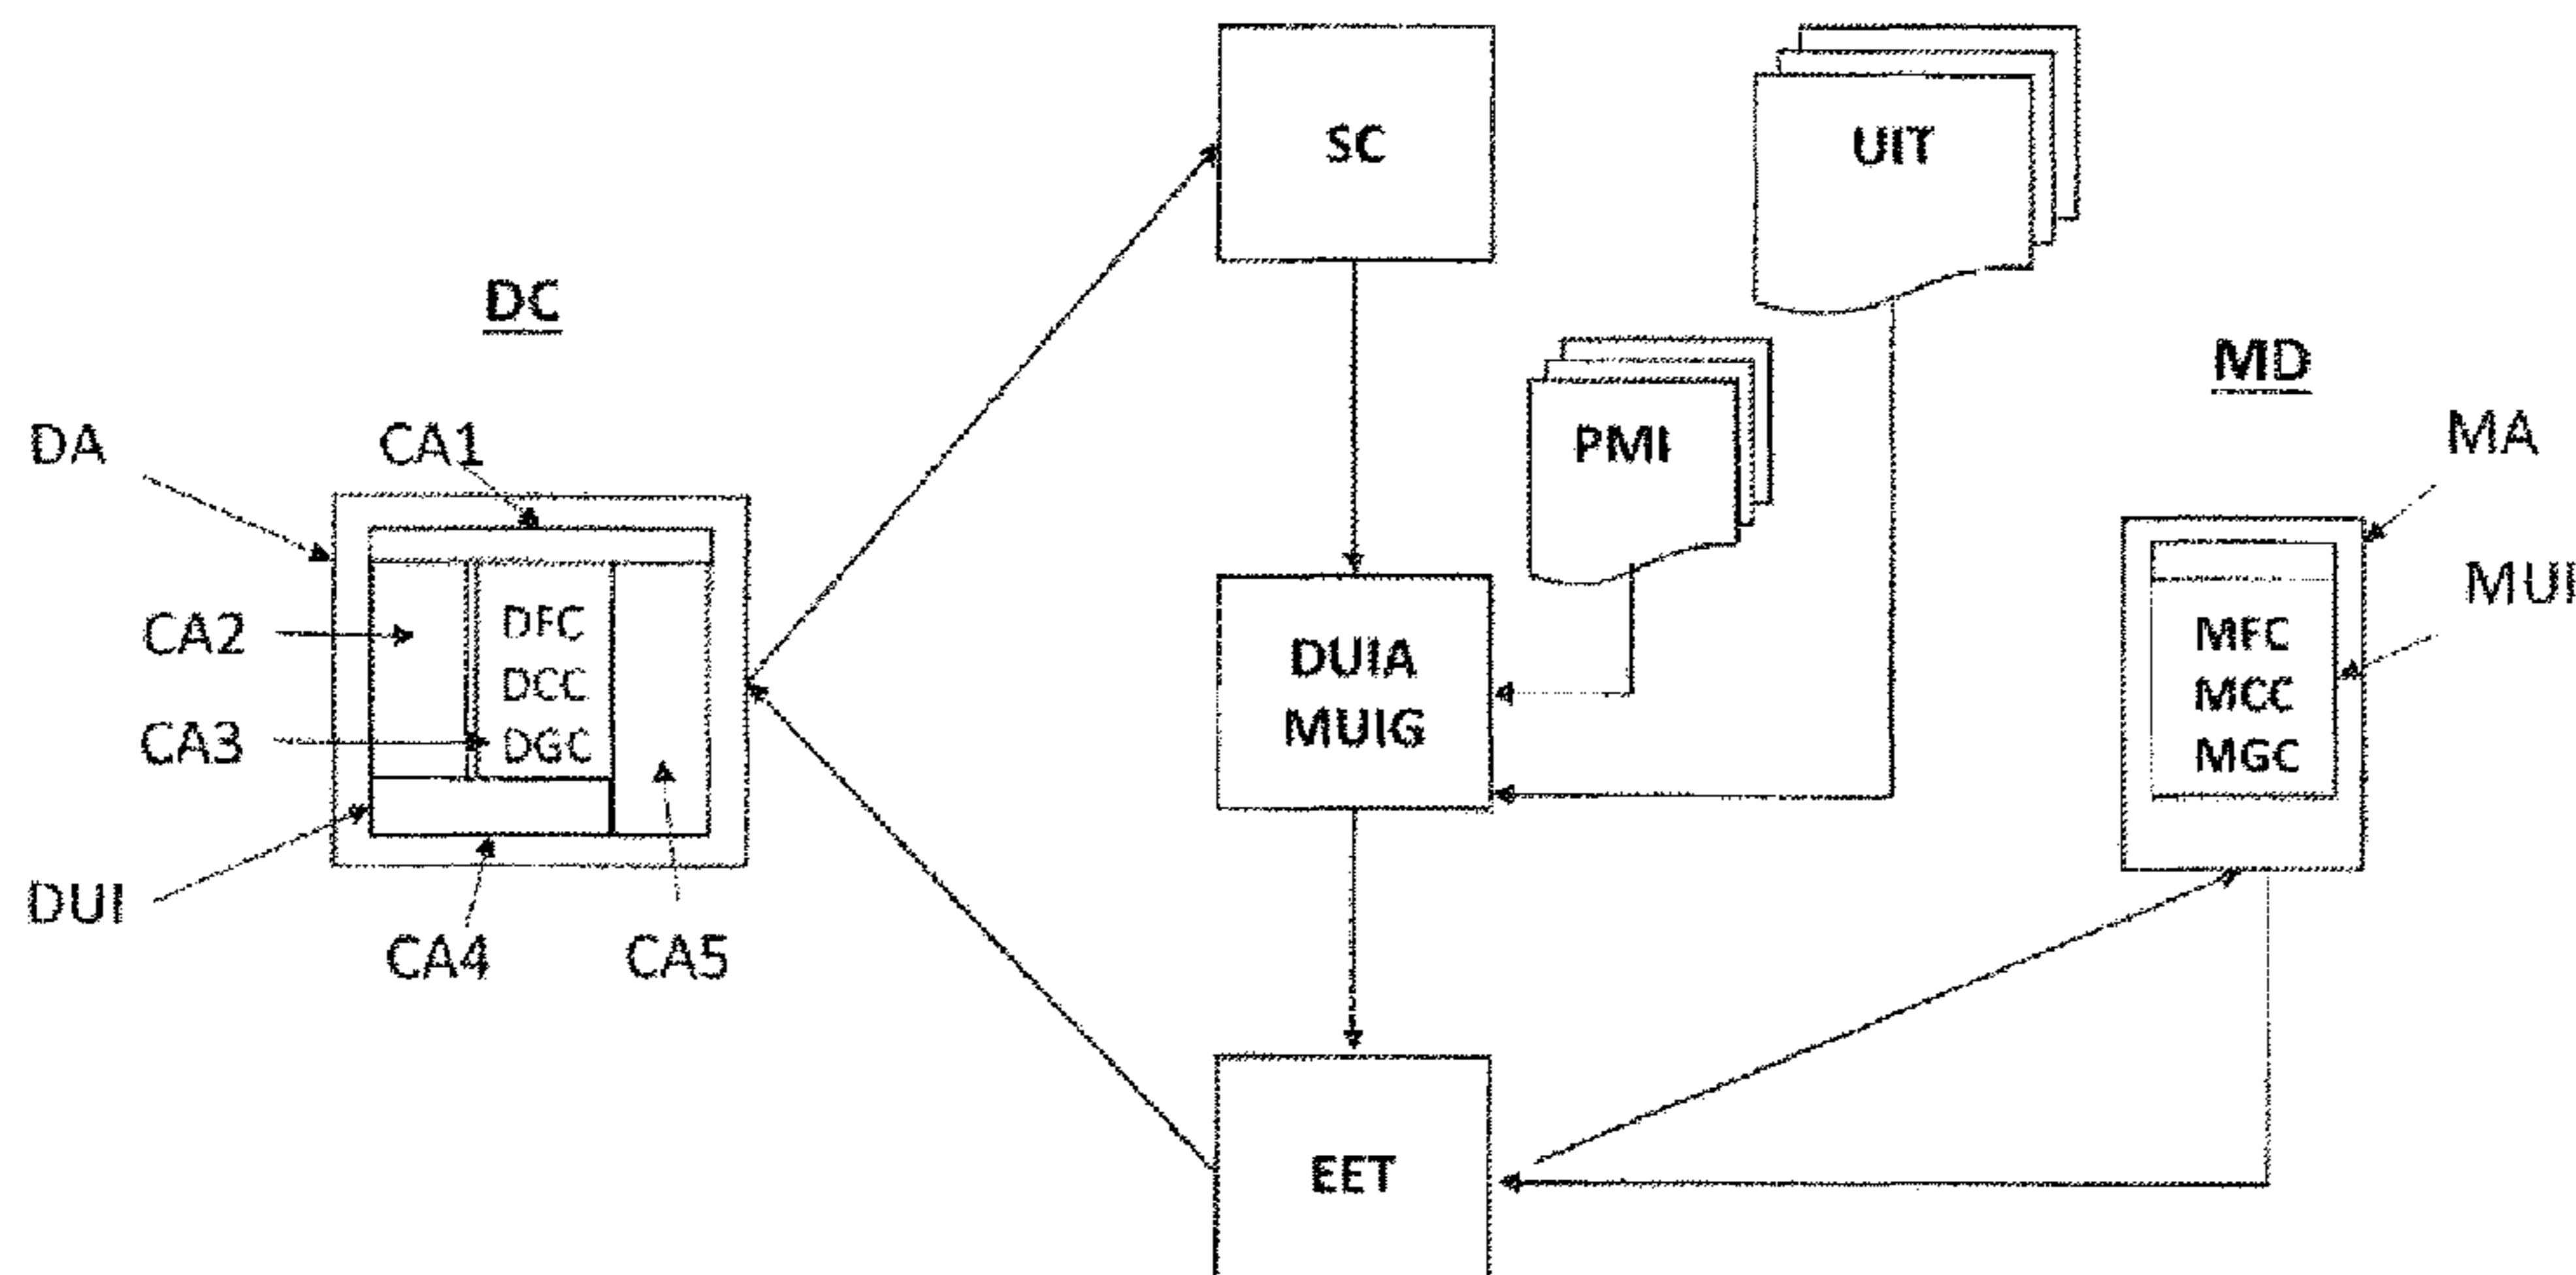 SC
UIT
DC
PMI
MD
DA
CA1
MA
CA2
DFC
DCC
DGC
CA3
DUIA
MUIG
MUI
MFC
MCC
MGC
DUI
CA4
CA5
EET